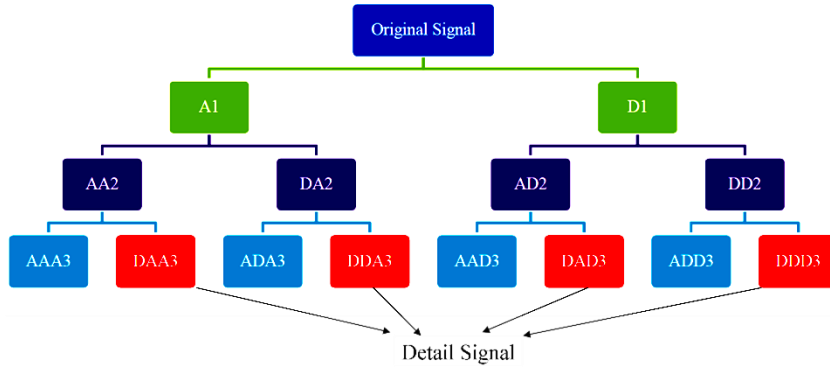 Original Signal
A1
D1
AA2
DA2
AD2
DD2
AAA3
DAA3
ADA3
DDA3
AAD3
DAD3
ADD3
DDD3
Detail Signal